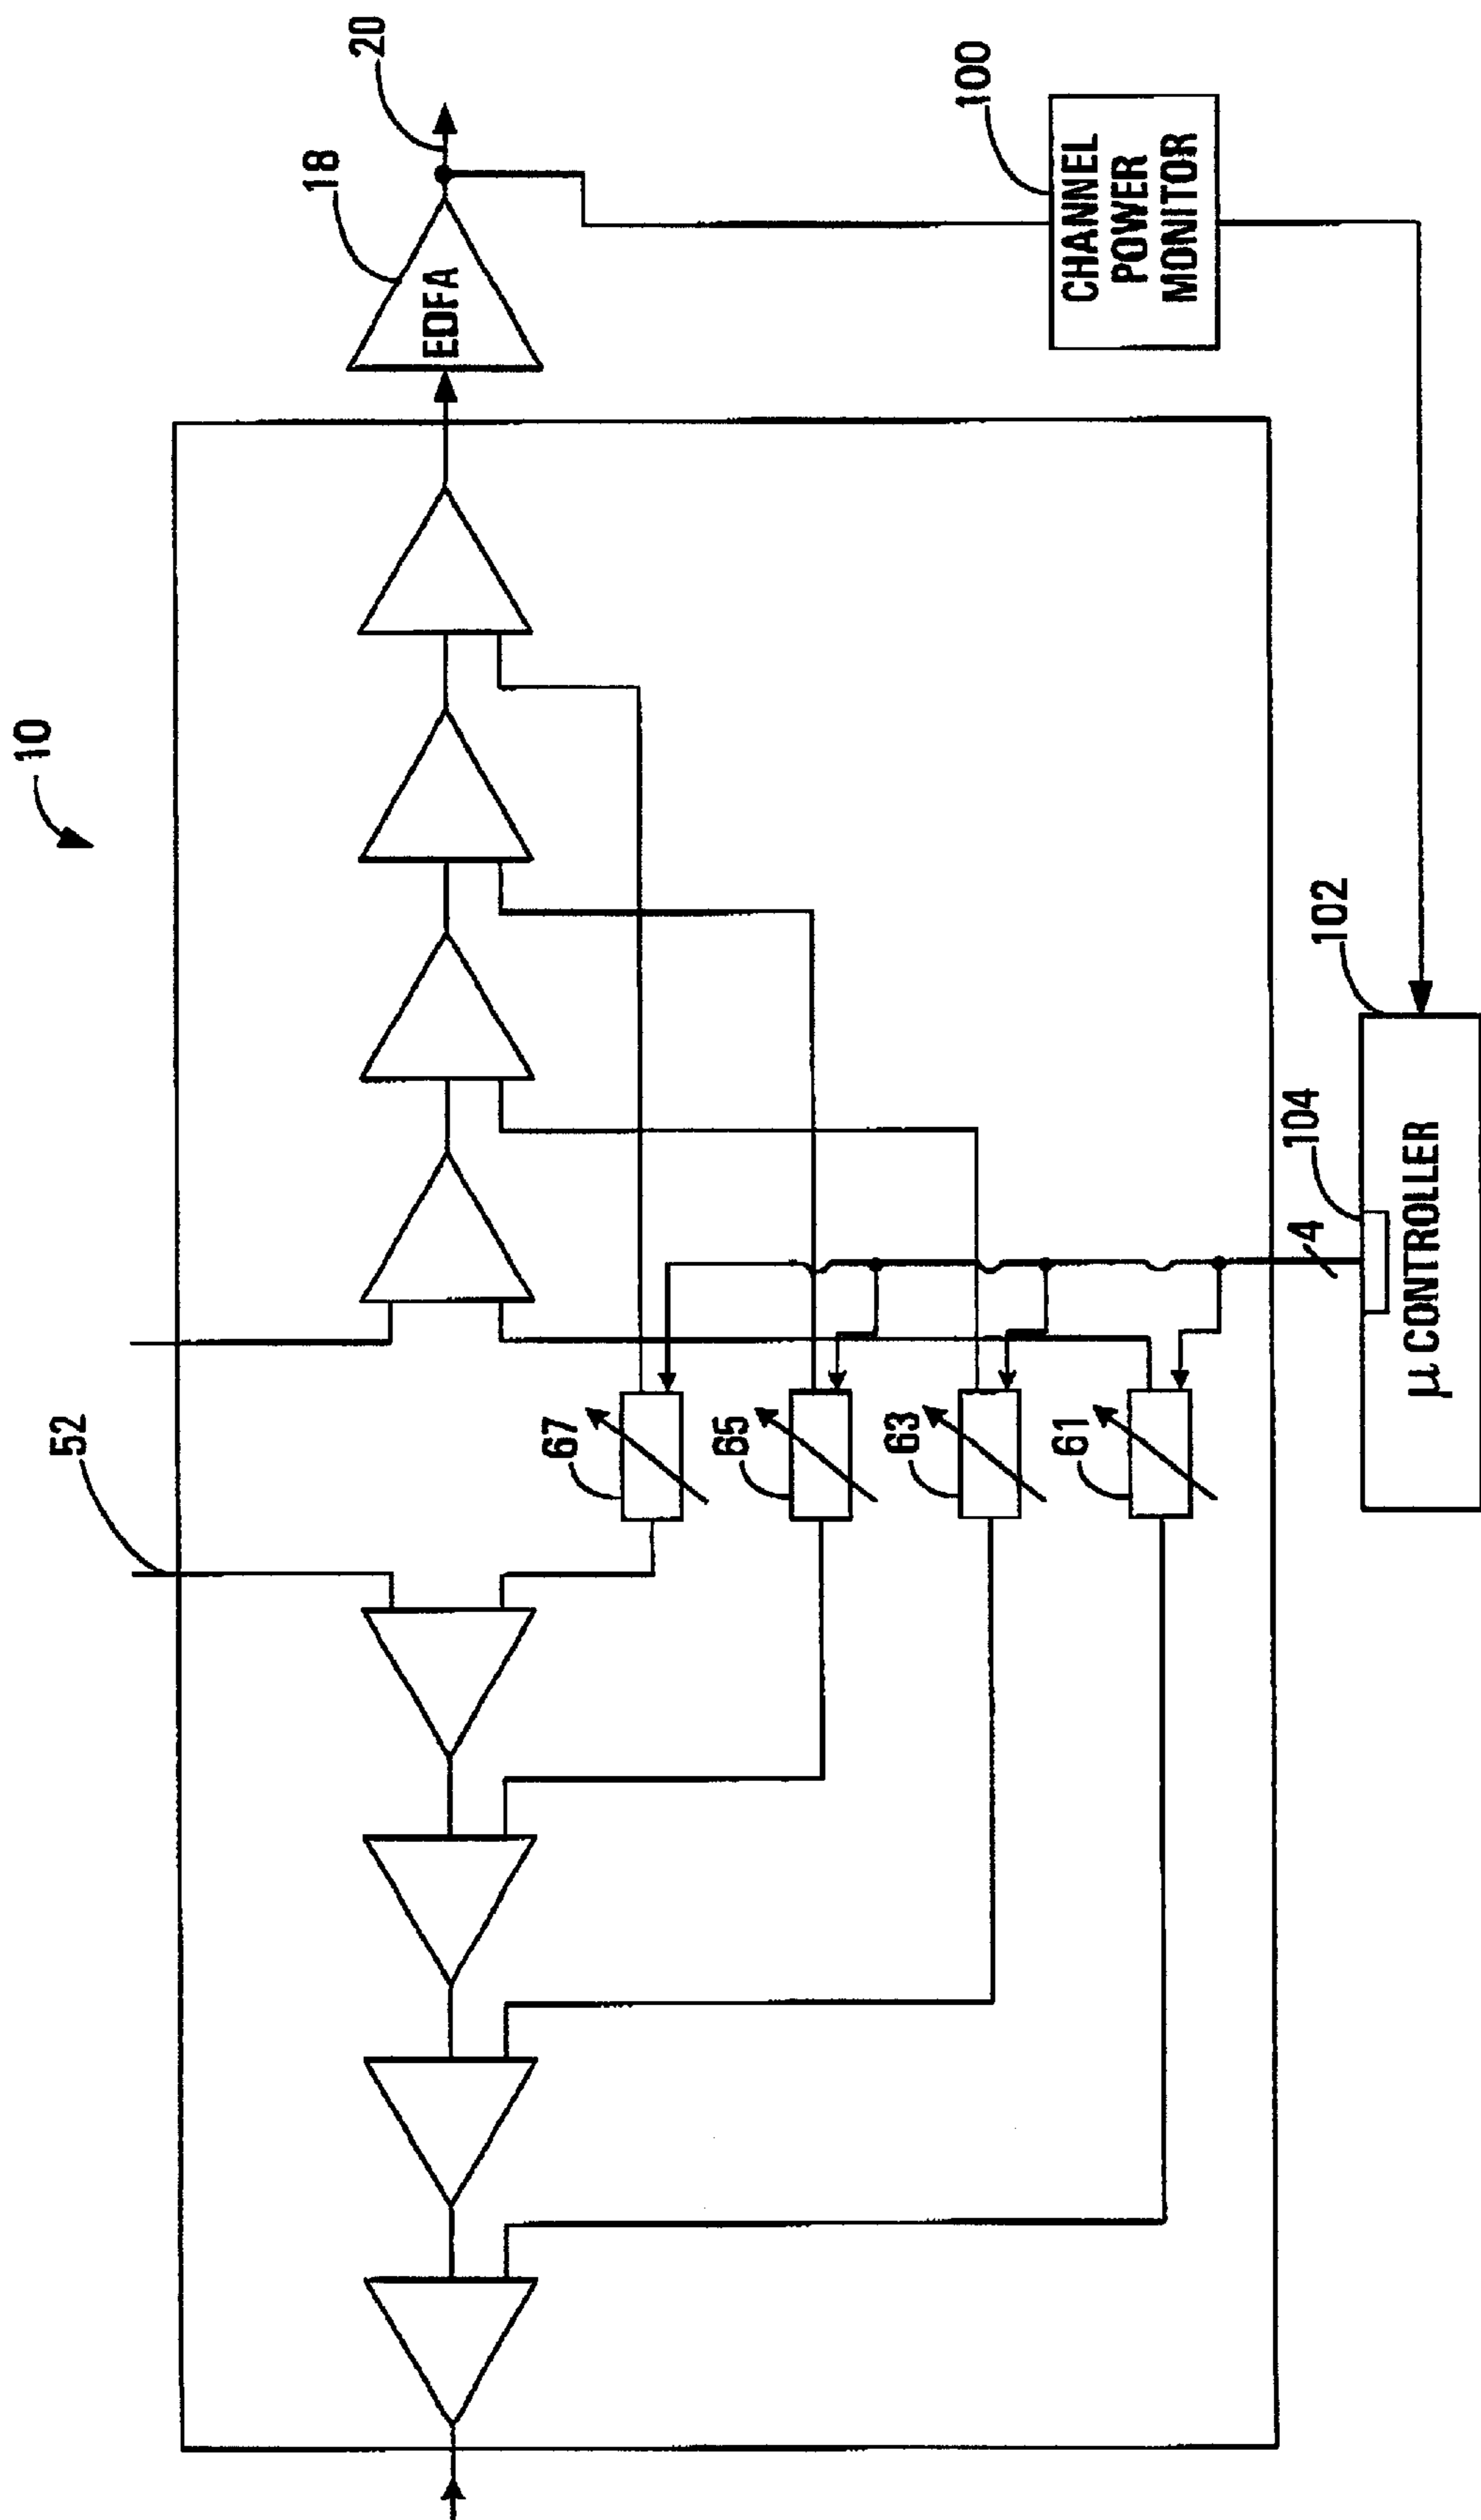 10
52
18
20
EDFA
67
65
63
61
100
CHANNEL
POWER
MONITOR
102
104
4
µ CONTROLLER